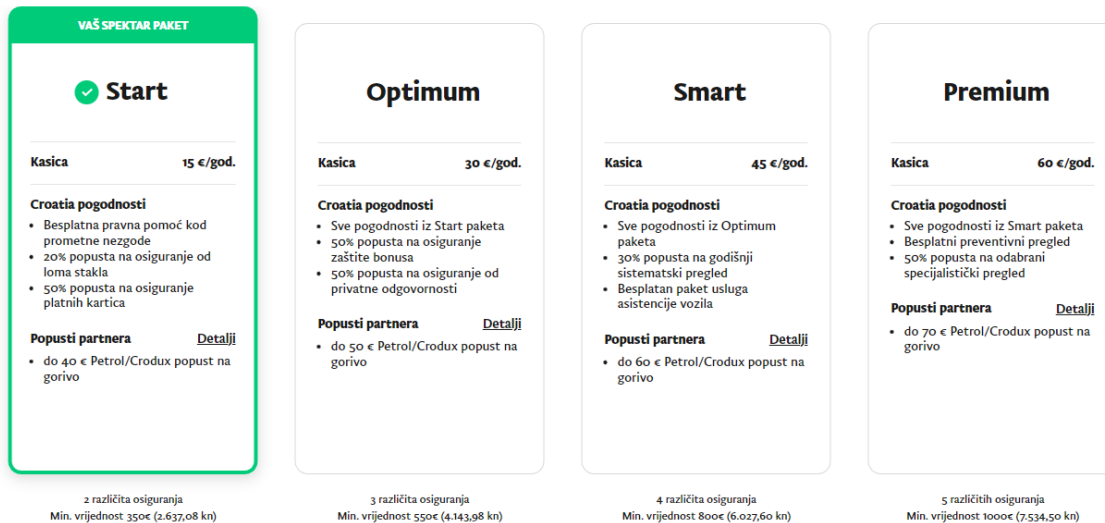 VAŠ SPEKTAR PAKET
Start
Kasica 15 €/god.
Croatia pogodnosti
• Besplatna pravna pomoć kod
prometne nezgode
• 20% popusta na osiguranje od
loma stakla
• 50% popusta na osiguranje
platnih kartica
Popusti partnera Detalji
• do 40 € Petrol/Crodux popust na
gorivo
2 različita osiguranja
Min. vrijednost 350€ (2.637,08 kn)
Optimum
Kasica 30 €/god.
Croatia pogodnosti
• Sve pogodnosti iz Start paketa
• 50% popusta na osiguranje
zaštite bonusa
• 50% popusta na osiguranje od
privatne odgovornosti
Popusti partnera Detalji
• do 50 € Petrol/Crodux popust na
gorivo
3 različita osiguranja
Min. vrijednost 550€ (4.143,98 kn)
Smart
Kasica 45 €/god.
Croatia pogodnosti
• Sve pogodnosti iz Optimum
paketa
• 30% popusta na godišnji
sistematski pregled
• Besplatan paket usluga
asistencije vozila
Popusti partnera Detalji
• do 60 € Petrol/Crodux popust na
gorivo
4 različita osiguranja
Min. vrijednost 800€ (6.027,60 kn)
Premium
Kasica 60 €/god.
Croatia pogodnosti
• Sve pogodnosti iz Smart paketa
• Besplatni preventivni pregled
• 50% popusta na odabrani
specijalistički pregled
Popusti partnera Detalji
• do 70 € Petrol/Crodux popust na
gorivo
5 različitih osiguranja
Min. vrijednost 1000€ (7.534,50 kn)